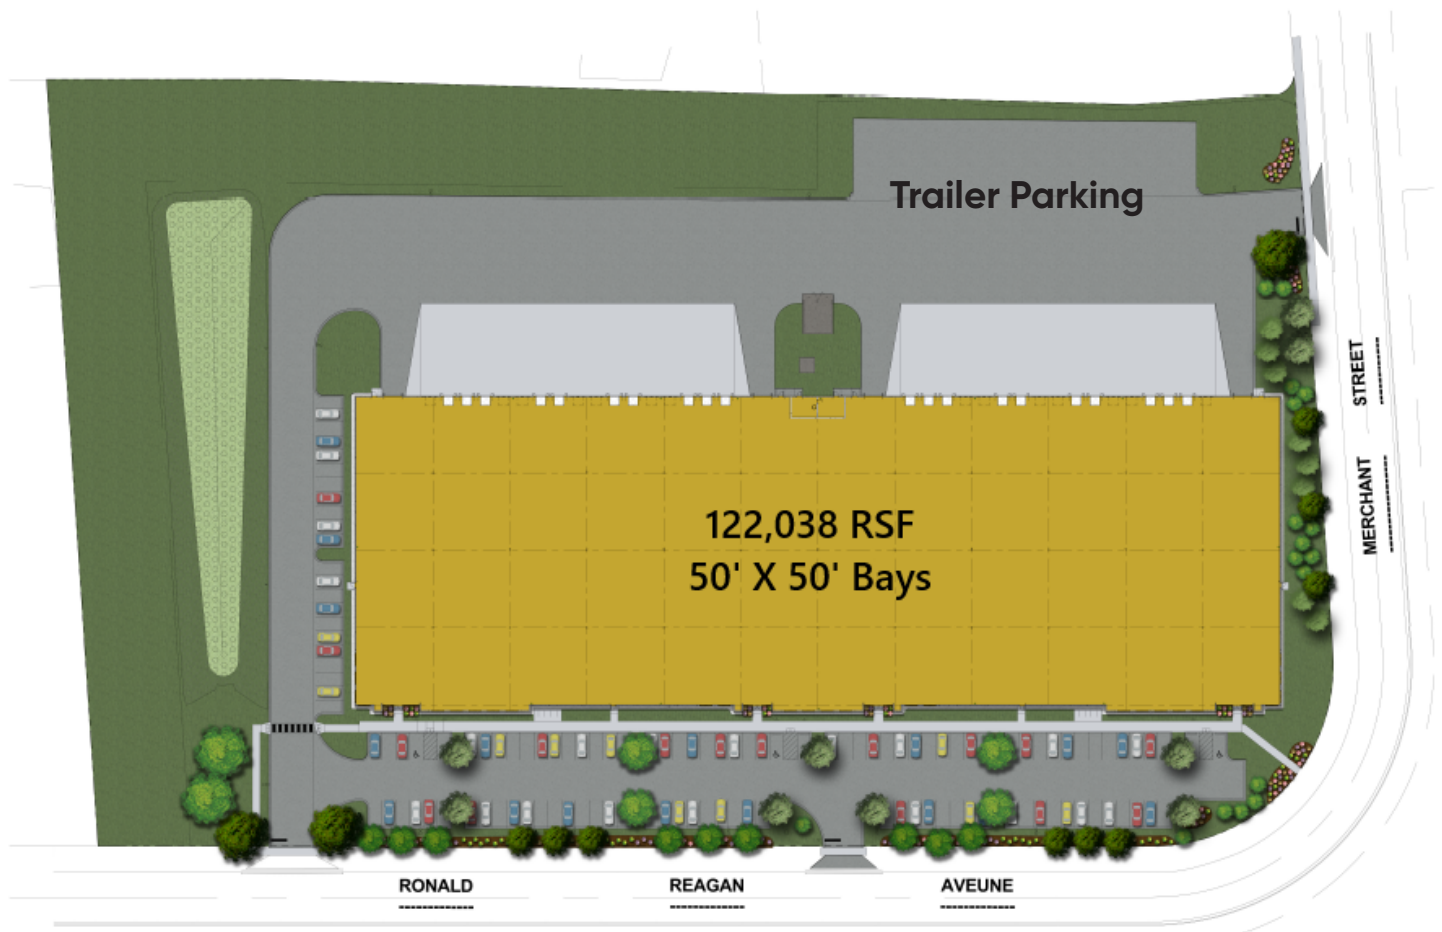 Trailer Parking
122,038 RSF
50' X 50' Bays
MERCHANT STREET
RONALD REAGAN AVEUNE